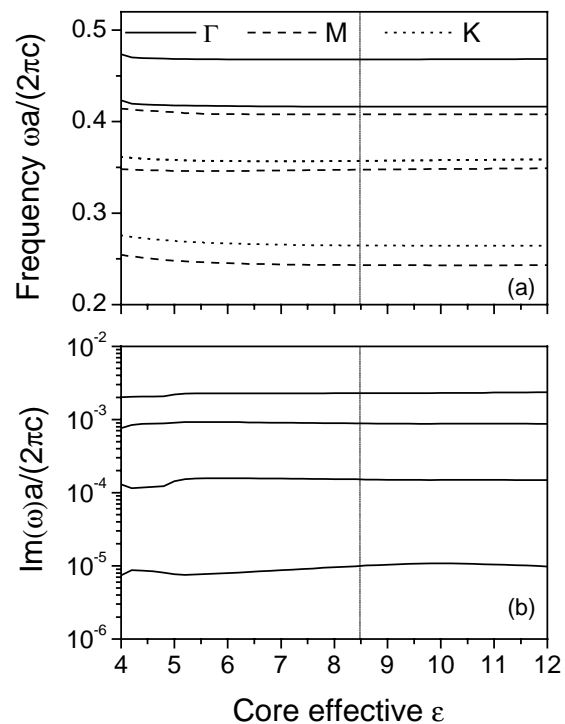 Γ M K
0.5
0.4
0.3
0.2
Frequency ωa/(2πc)
(a)
10⁻²
10⁻³
10⁻⁴
10⁻⁵
10⁻⁶
Im(ω)a/(2πc)
(b)
4 5 6 7 8 9 10 11 12
Core effective ε